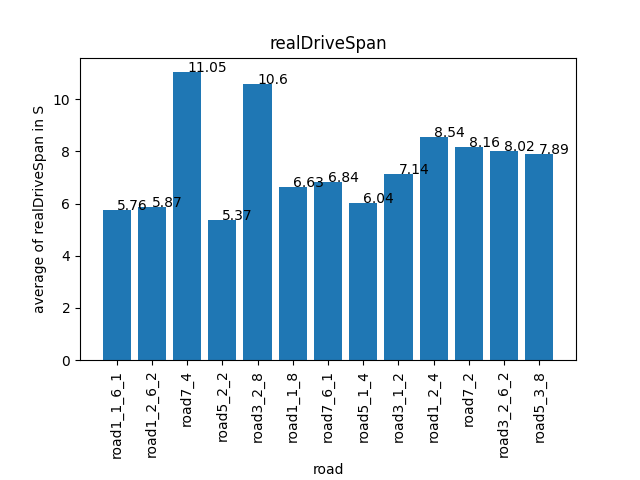 realDriveSpan
average of realDriveSpan in S
10
8
6
4
2
0
5.76
5.87
11.05
5.37
10.6
6.63
6.84
6.04
7.14
8.54
8.16
8.02
7.89
road1_1_6_1
road1_2_6_2
road7_4
road5_2_2
road3_2_8
road1_1_8
road7_6_1
road5_1_4
road3_1_2
road1_2_4
road7_2
road3_2_6_2
road5_3_8
road